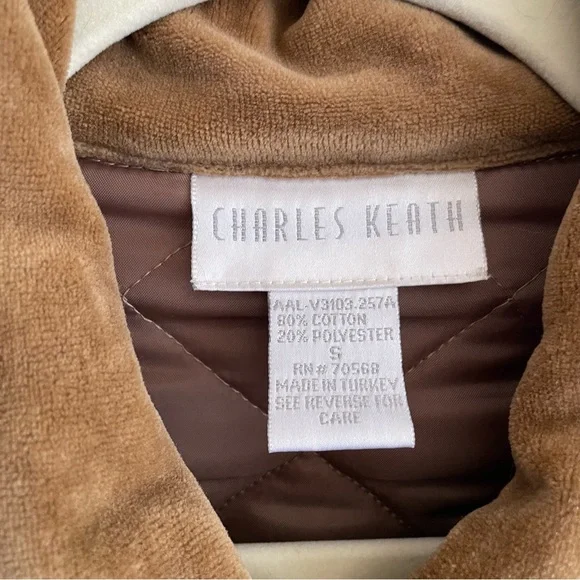 CHARLES KEATH
AAL-V3103.257A
80% COTTON
20% POLYESTER
S
RN# 70568
MADE IN TURKEY
SEE REVERSE FOR
CARE